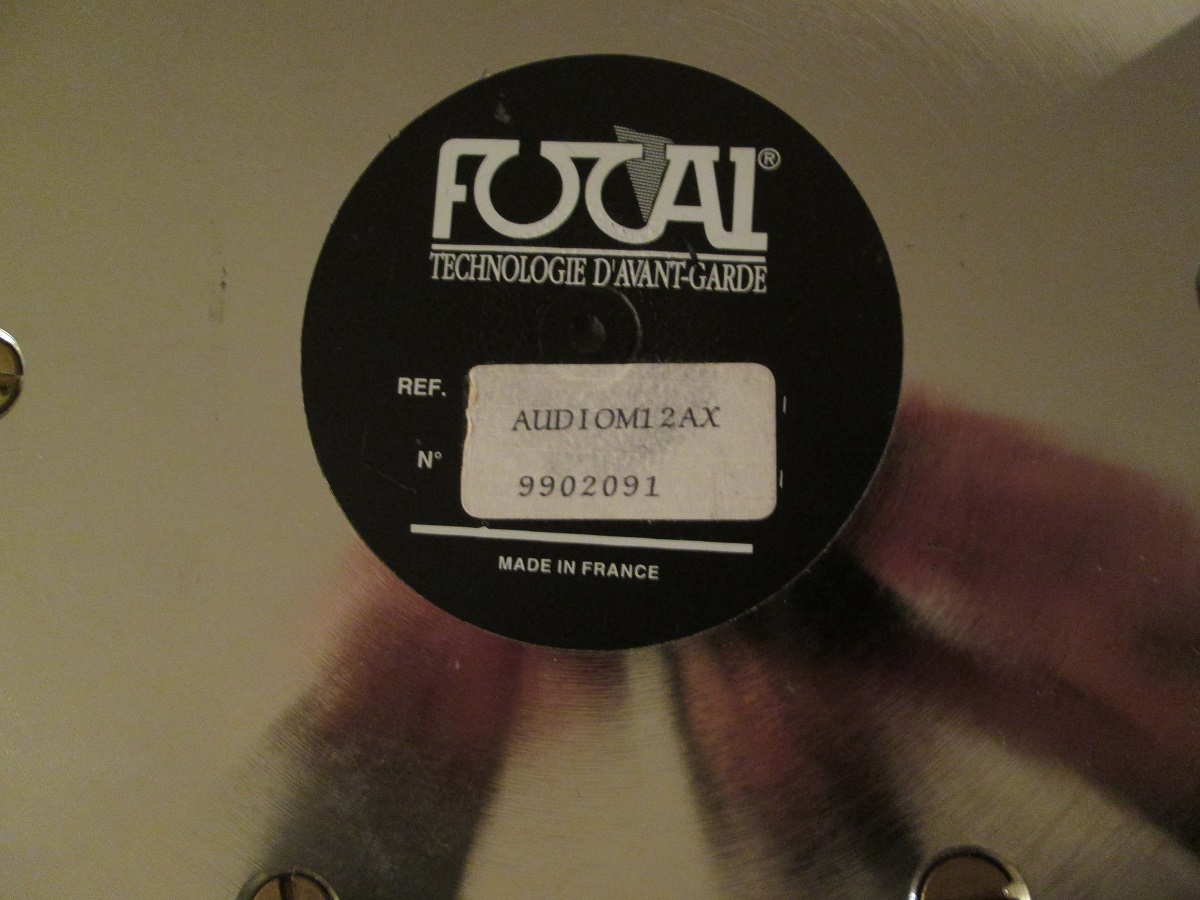 FOCAL®
TECHNOLOGIE D'AVANT-GARDE
REF. AUDIOM12AX
N° 9902091
MADE IN FRANCE